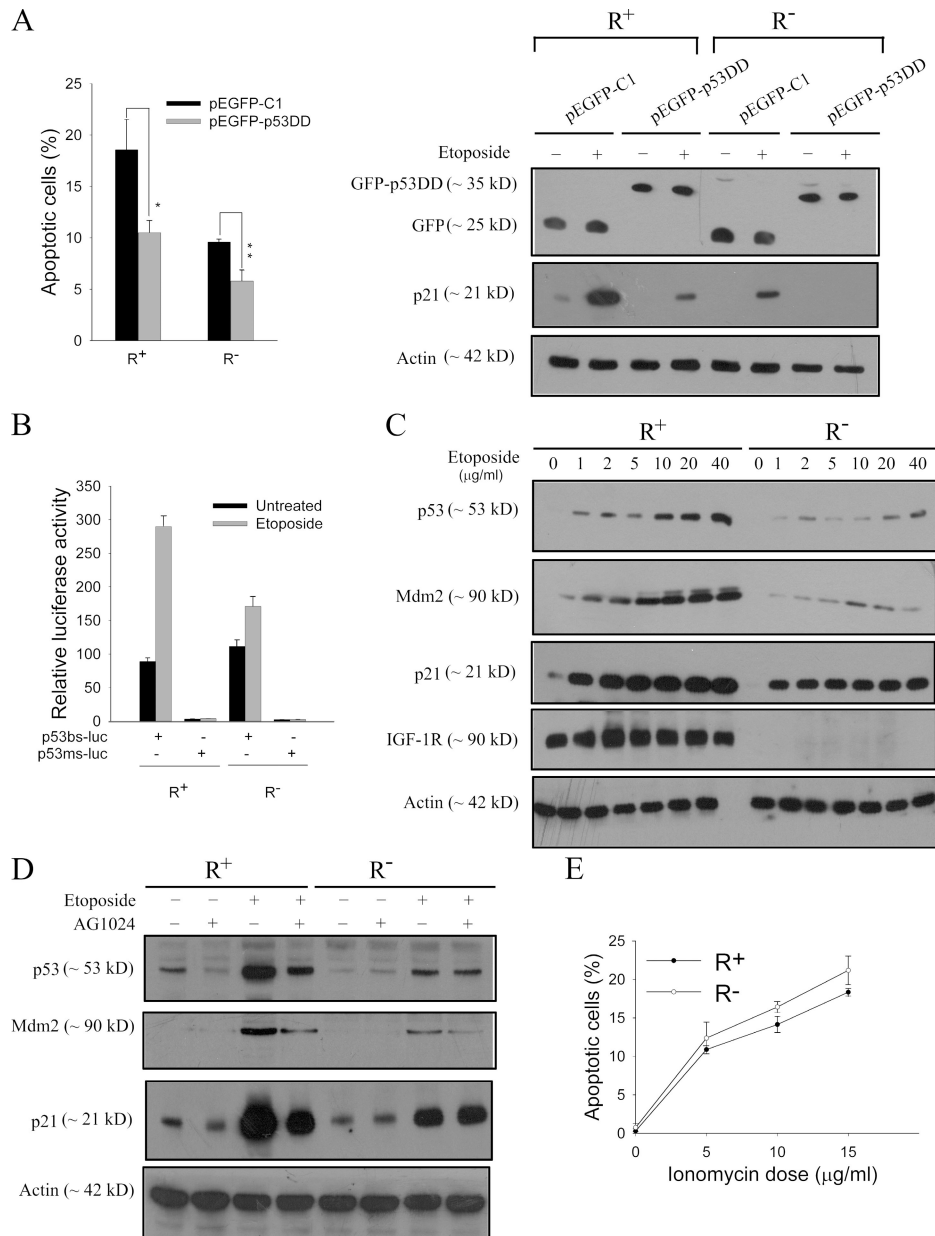 A
25
20
15
10
5
0
Apoptotic cells (%)
pEGFP-C1
pEGFP-p53DD
*
**
R+
R-
R+ R-
pEGFP-C1 pEGFP-p53DD pEGFP-C1 pEGFP-p53DD
Etoposide − + − + − + − +
GFP-p53DD (~ 35 kD)
GFP (~ 25 kD)
p21 (~ 21 kD)
Actin (~ 42 kD)
B
350
300
250
200
150
100
50
0
Relative luciferase activity
Untreated
Etoposide
p53bs-luc + - + -
p53ms-luc - + - +
R+ R-
C
R+ R-
Etoposide 0 1 2 5 10 20 40 0 1 2 5 10 20 40
(μg/ml)
p53 (~ 53 kD)
Mdm2 (~ 90 kD)
p21 (~ 21 kD)
IGF-1R (~ 90 kD)
Actin (~ 42 kD)
D
R+ R-
Etoposide − − + + − − + +
AG1024 − + − + − + − +
p53 (~ 53 kD)
Mdm2 (~ 90 kD)
p21 (~ 21 kD)
Actin (~ 42 kD)
E
25
20
15
10
5
0
Apoptotic cells (%)
R+
R-
0 5 10 15
Ionomycin dose (μg/ml)